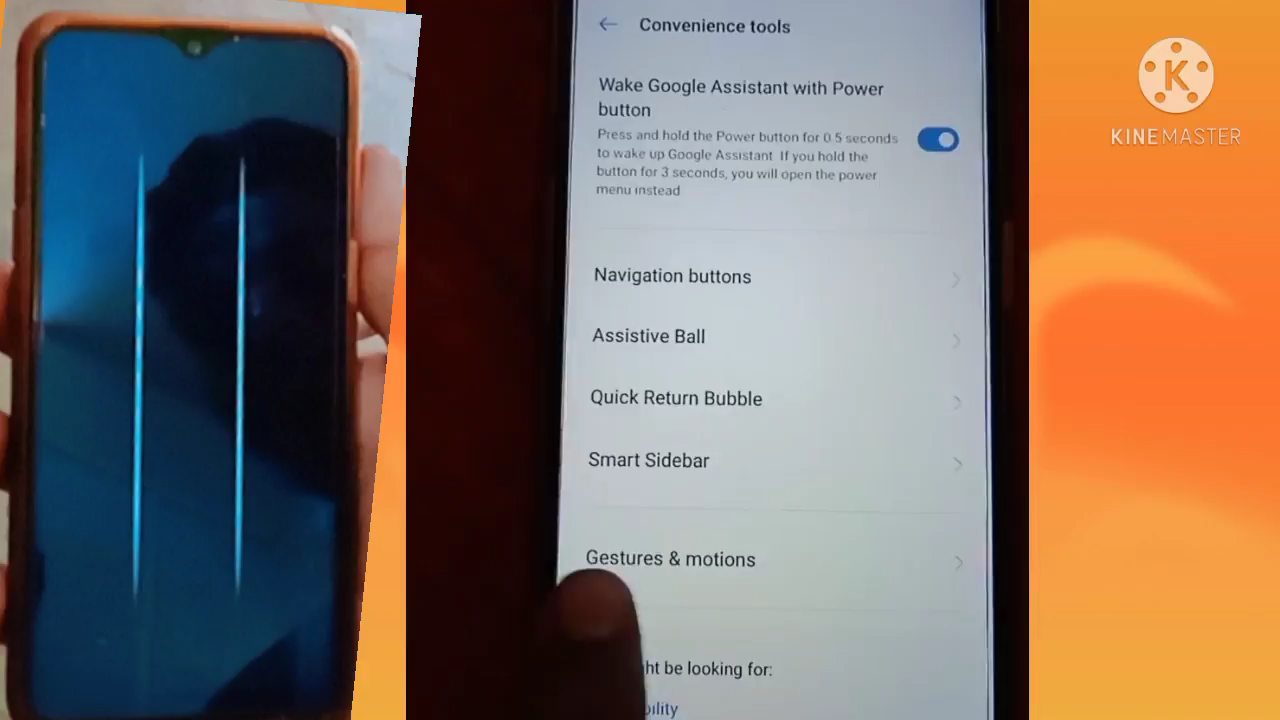 Convenience tools
Wake Google Assistant with Power
button
Press and hold the Power button for 0.5 seconds
to wake up Google Assistant If you hold the
button for 3 seconds, you will open the power
menu instead
Navigation buttons
Assistive Ball
Quick Return Bubble
Smart Sidebar
Gestures & motions
be looking for:
K
KINEMASTER